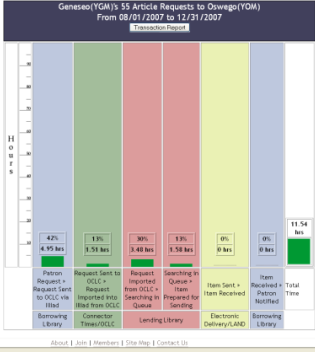 Geneseo(YGM)'s 55 Article Requests to Oswego(YOM)
From 08/01/2007 to 12/31/2007
Transaction Report
Hours
42%
4.95 hrs
13%
1.51 hrs
30%
3.48 hrs
13%
1.58 hrs
0%
0 hrs
0%
0 hrs
11.54
hrs
Patron
Request »
Request Sent
to OCLC via
Illiad
Request Sent to
OCLC »
Request
Imported into
Illiad from OCLC
Request
Imported
from OCLC »
Searching in
Queue
Searching in
Queue »
Item
Prepared for
Sending
Item Sent »
Item Received
Item
Received »
Patron
Notified
Total
Time
Borrowing
Library
Connector
Times/OCLC
Lending Library
Electronic
Delivery/LAND
Borrowing
Library
About | Join | Members | Site Map | Contact Us